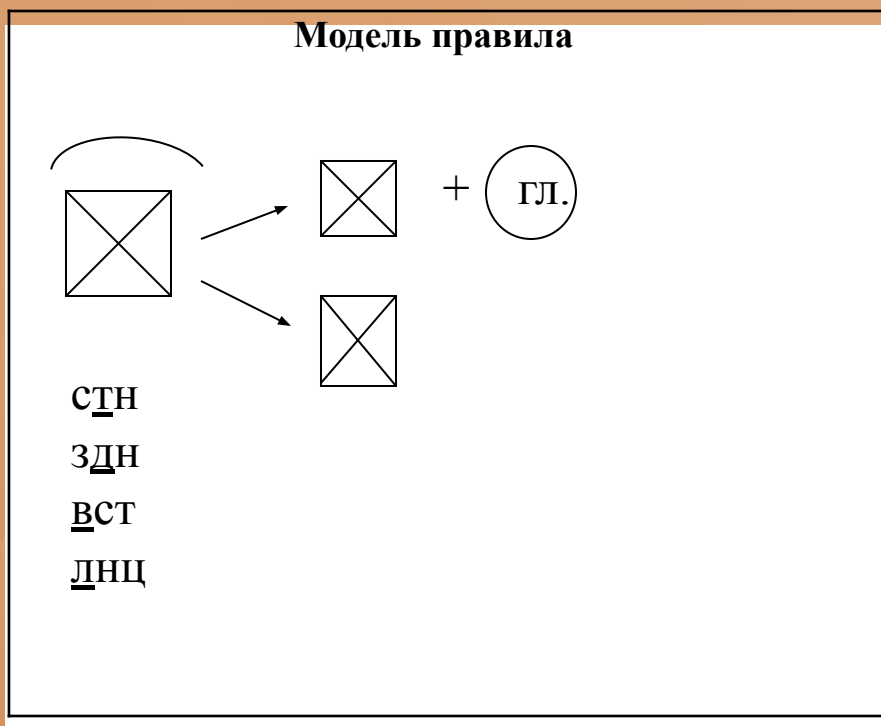 Модель правила
+ гл.
стн
здн
вст
лнц